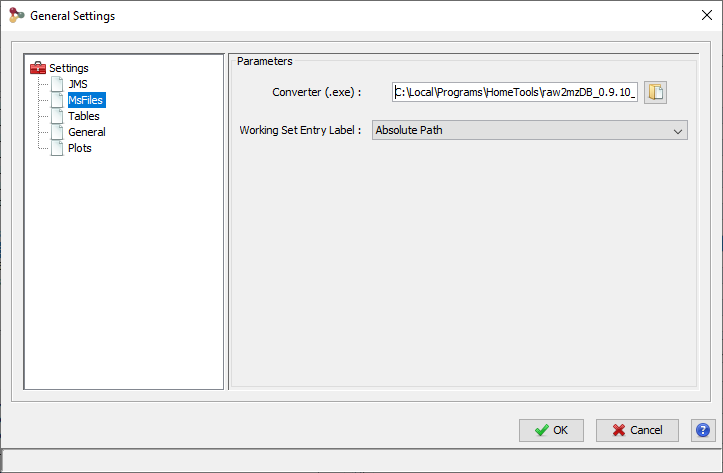 General Settings
Settings
JMS
MsFiles
Tables
General
Plots
Parameters
Converter (.exe) :
C:\Local\Programs\HomeTools\raw2mzDB_0.9.10_
Working Set Entry Label :
Absolute Path
OK
Cancel
?